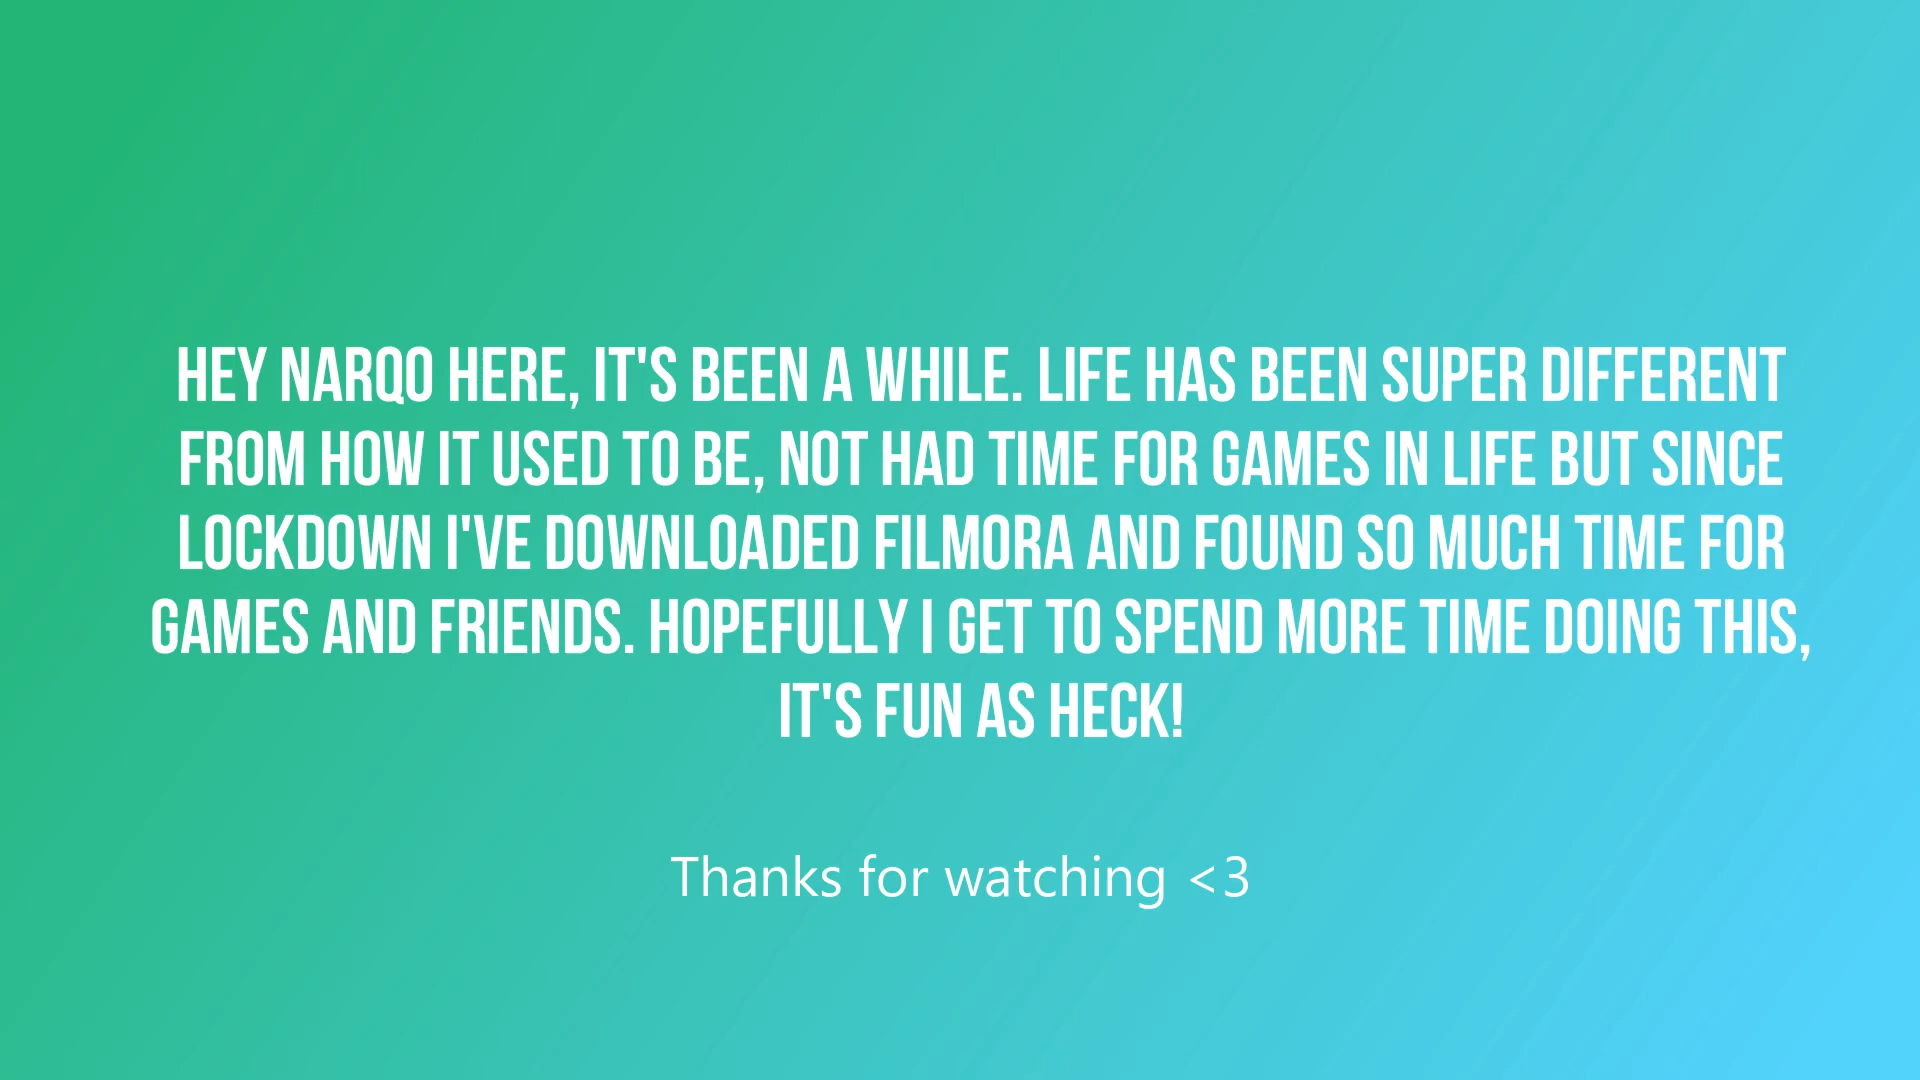 HEY NARQO HERE, IT'S BEEN A WHILE. LIFE HAS BEEN SUPER DIFFERENT
FROM HOW IT USED TO BE, NOT HAD TIME FOR GAMES IN LIFE BUT SINCE
LOCKDOWN I'VE DOWNLOADED FILMORA AND FOUND SO MUCH TIME FOR
GAMES AND FRIENDS. HOPEFULLY I GET TO SPEND MORE TIME DOING THIS,
IT'S FUN AS HECK!
Thanks for watching <3